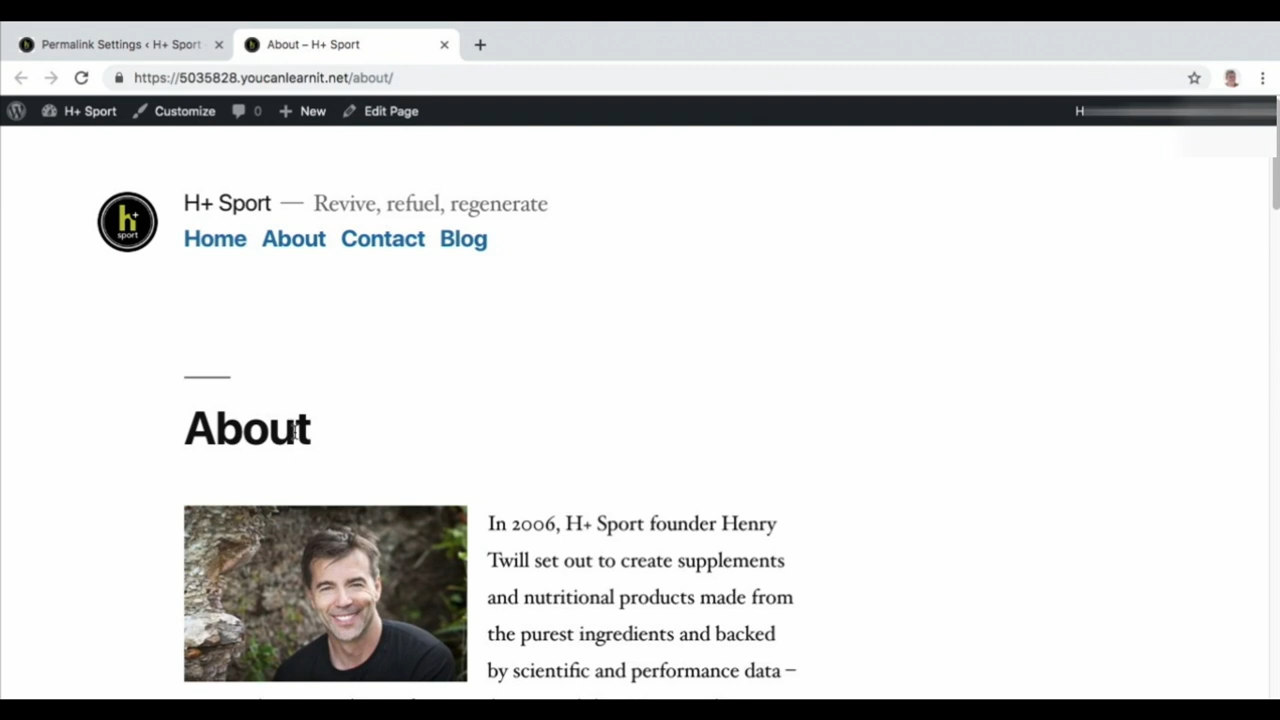 Permalink Settings ‹ H+ Sport
About – H+ Sport
https://5035828.youcanlearnit.net/about/
H+ Sport Customize 0 New Edit Page H
h+
sport
H+ Sport — Revive, refuel, regenerate
Home About Contact Blog
About
In 2006, H+ Sport founder Henry
Twill set out to create supplements
and nutritional products made from
the purest ingredients and backed
by scientific and performance data –